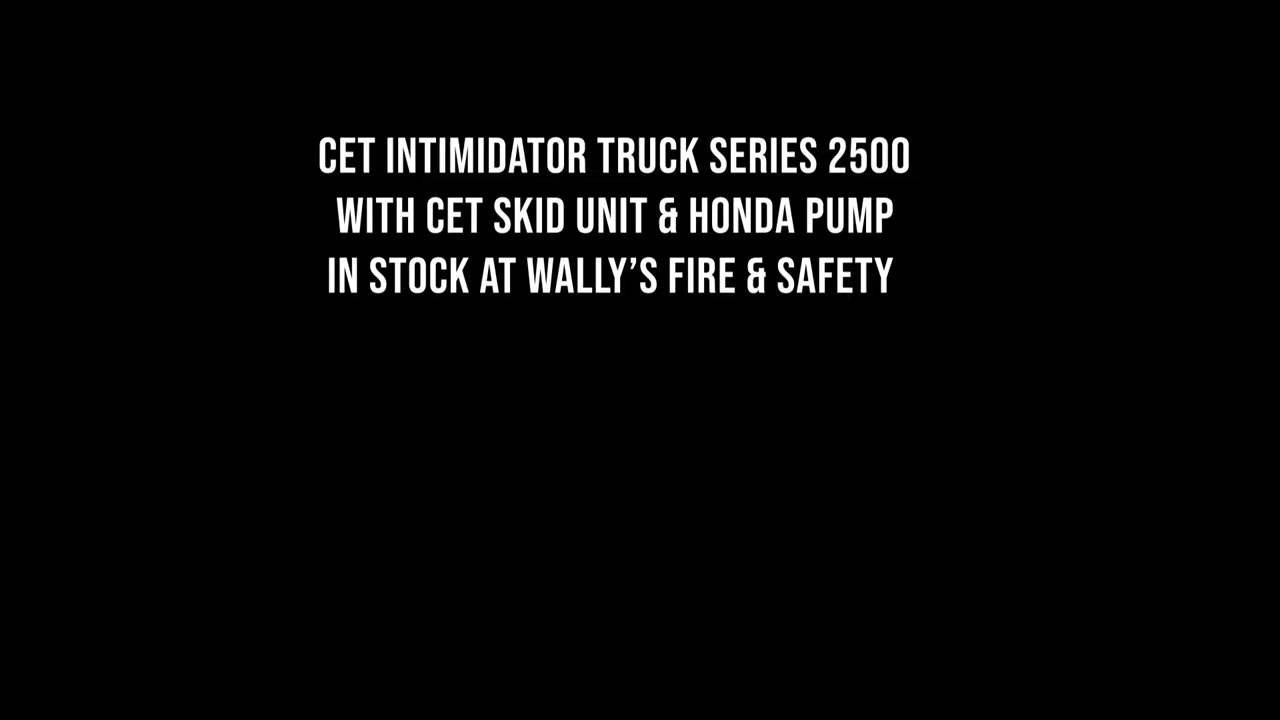 CET INTIMIDATOR TRUCK SERIES 2500
WITH CET SKID UNIT & HONDA PUMP
IN STOCK AT WALLY’S FIRE & SAFETY